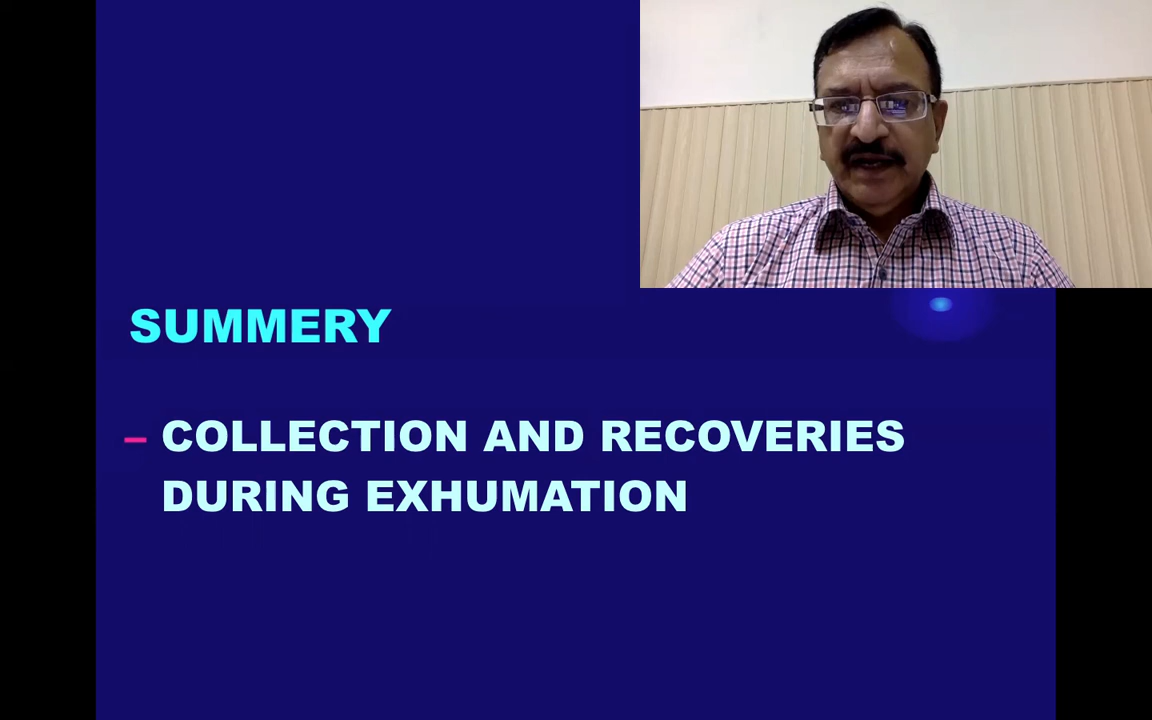 SUMMERY
– COLLECTION AND RECOVERIES
DURING EXHUMATION